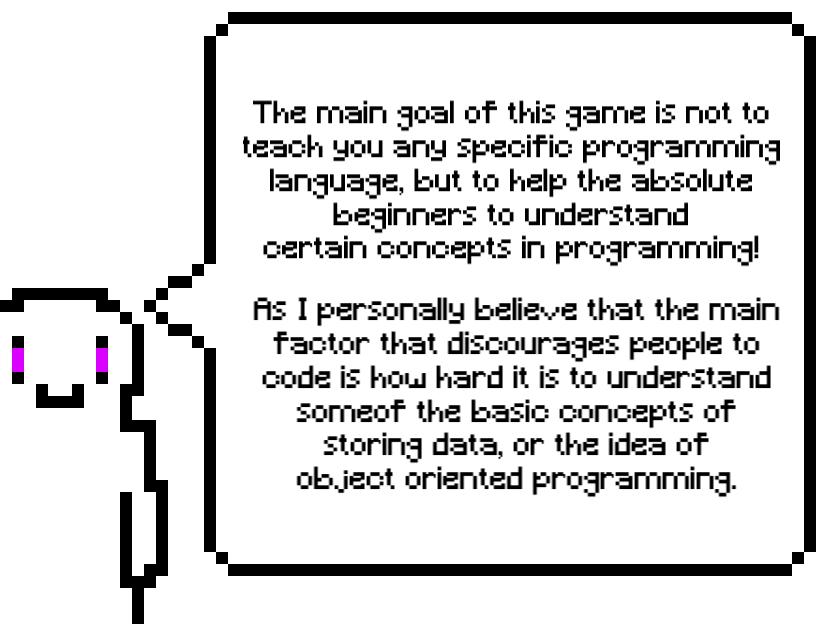 The main goal of this game is not to
teach you any specific programming
language, but to help the absolute
beginners to understand
certain concepts in programming!
As I personally believe that the main
factor that discourages people to
code is how hard it is to understand
someof the basic concepts of
storing data, or the idea of
object oriented programming.